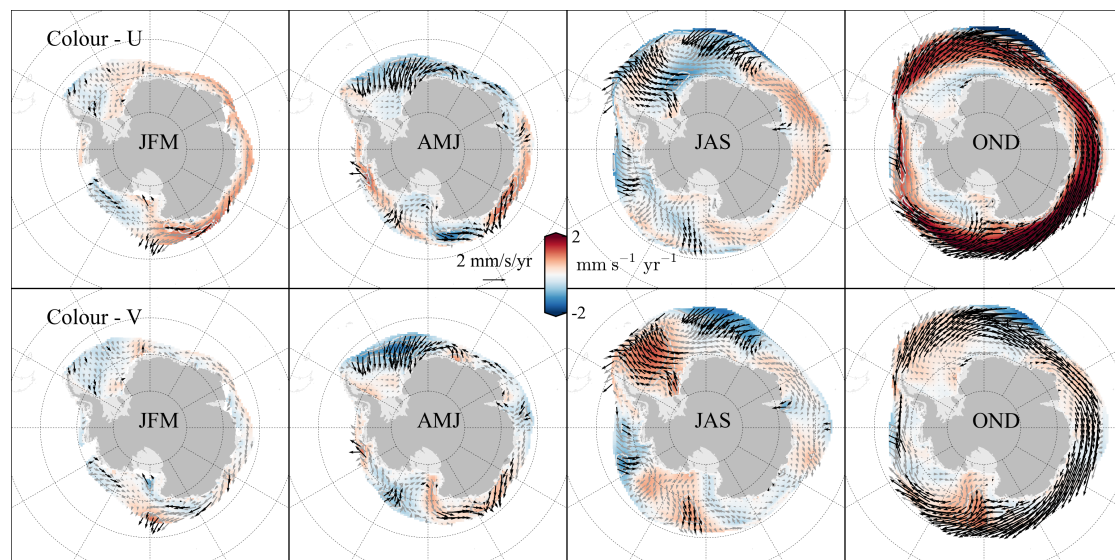 Colour - U
JFM
AMJ
JAS
OND
2 mm/s/yr
2
mm s⁻¹ yr⁻¹
-2
Colour - V
JFM
AMJ
JAS
OND